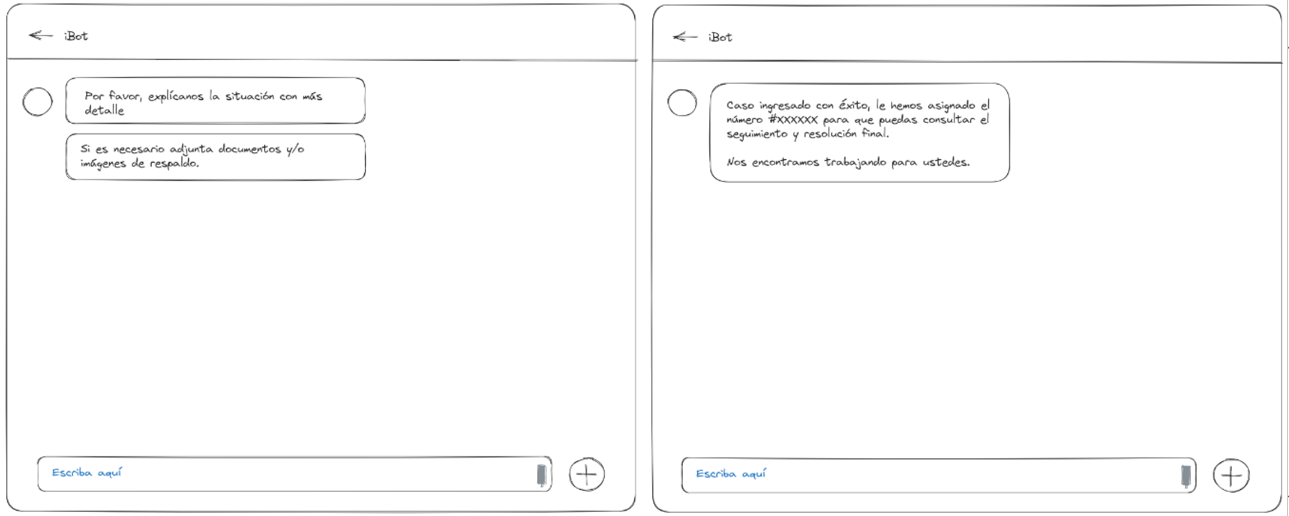 iBot
Por favor, explícanos la situación con más
detalle
Si es necesario adjunta documentos y/o
imágenes de respaldo.
Escriba aquí
iBot
Caso ingresado con éxito, le hemos asignado el
número #XXXXXX para que puedas consultar el
seguimiento y resolución final.
Nos encontramos trabajando para ustedes.
Escriba aquí